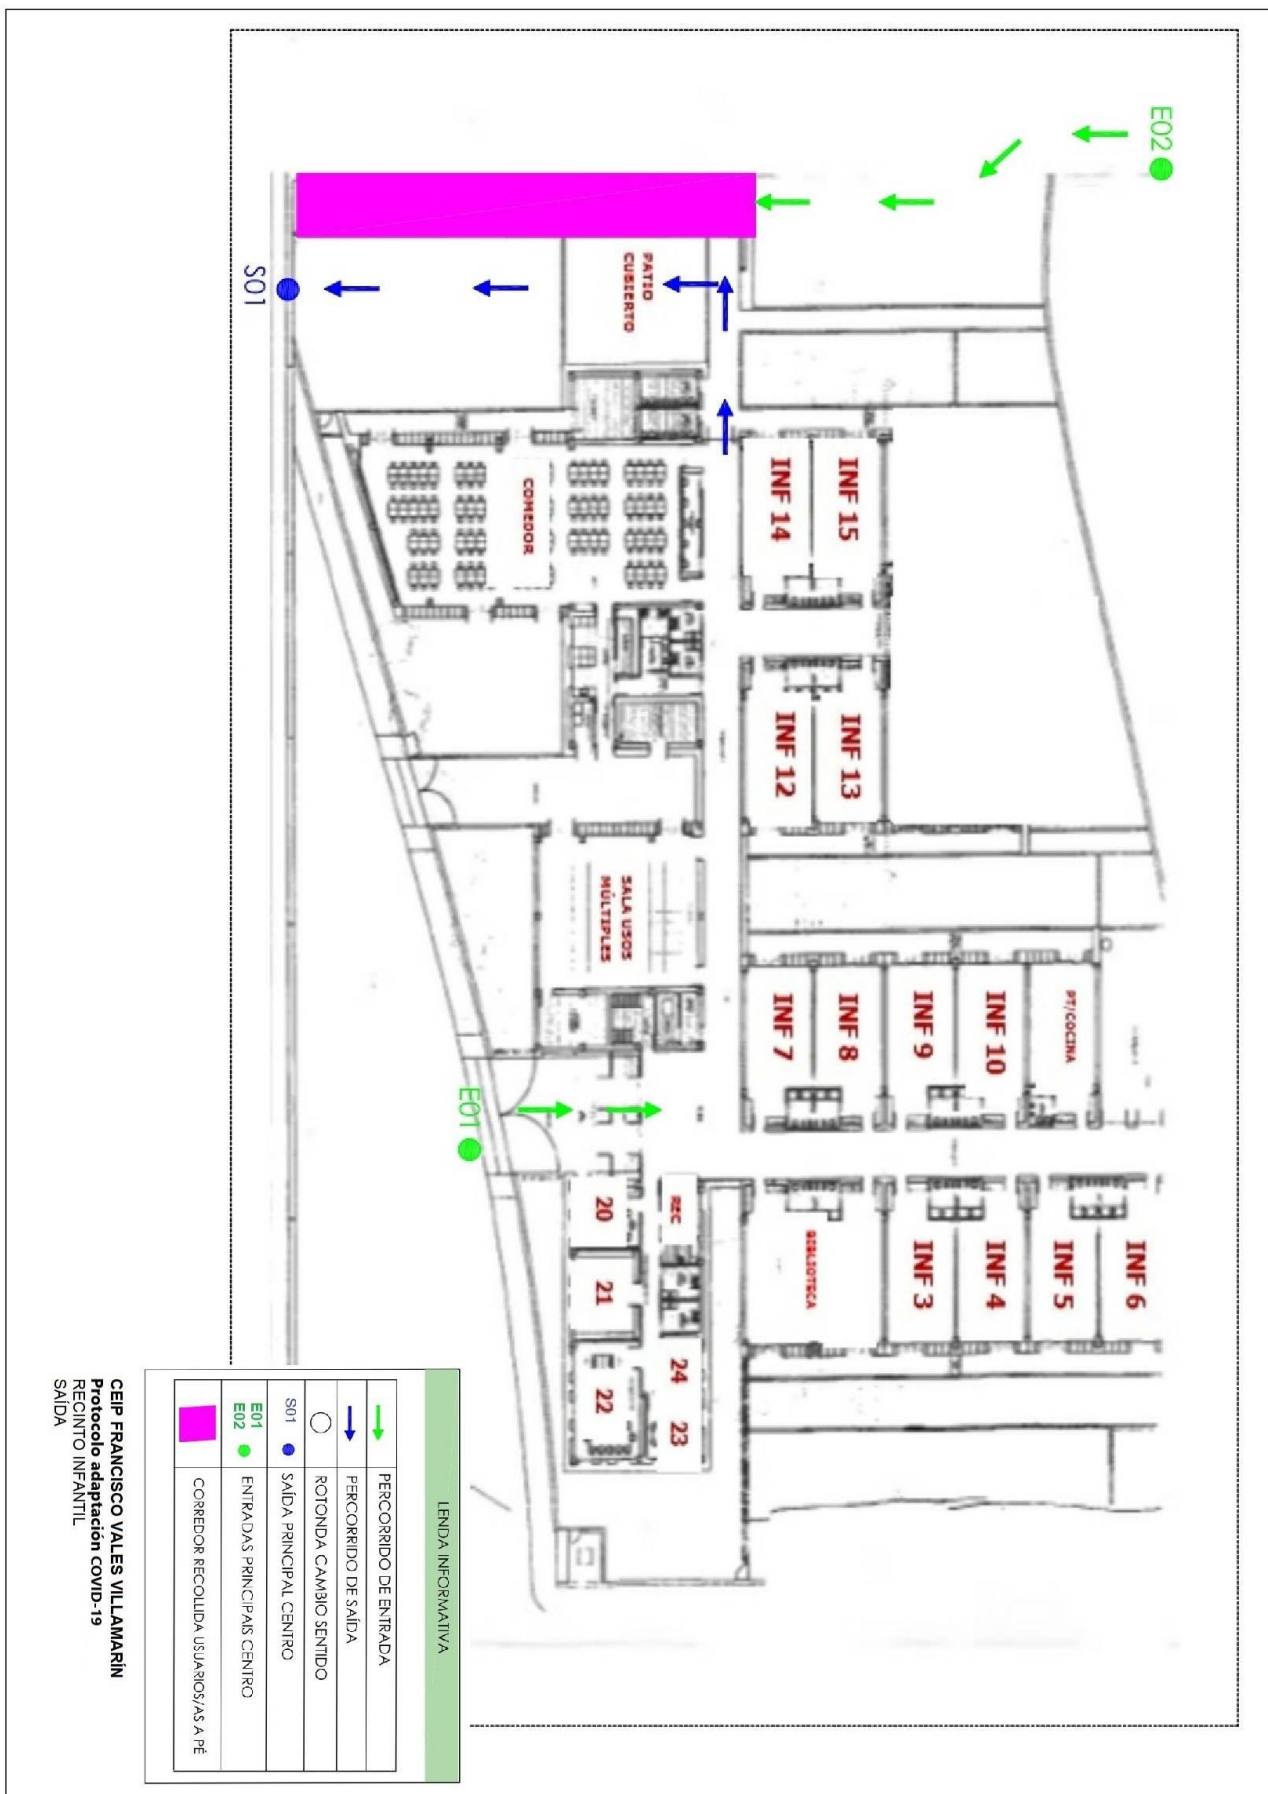 E02
S01
PATIO
CUBIERTO
COMEDOR
INF 15
INF 14
INF 13
INF 12
SALA USOS
MÚLTIPLES
PT/COCINA
INF 10
INF 9
INF 8
INF 7
E01
INF 6
INF 5
INF 4
INF 3
BIBLIOTECA
REC
20
21
22
24
23
LENDA INFORMATIVA
PERCORRIDO DE ENTRADA
PERCORRIDO DE SAÍDA
ROTONDA CAMBIO SENTIDO
S01 SAÍDA PRINCIPAL CENTRO
E01
E02 ENTRADAS PRINCIPAIS CENTRO
CORREDOR RECOLLIDA USUARIOS/AS A PÉ
CEIP FRANCISCO VALES VILLAMARÍN
Protocolo adaptación COVID-19
RECINTO INFANTIL
SAÍDA